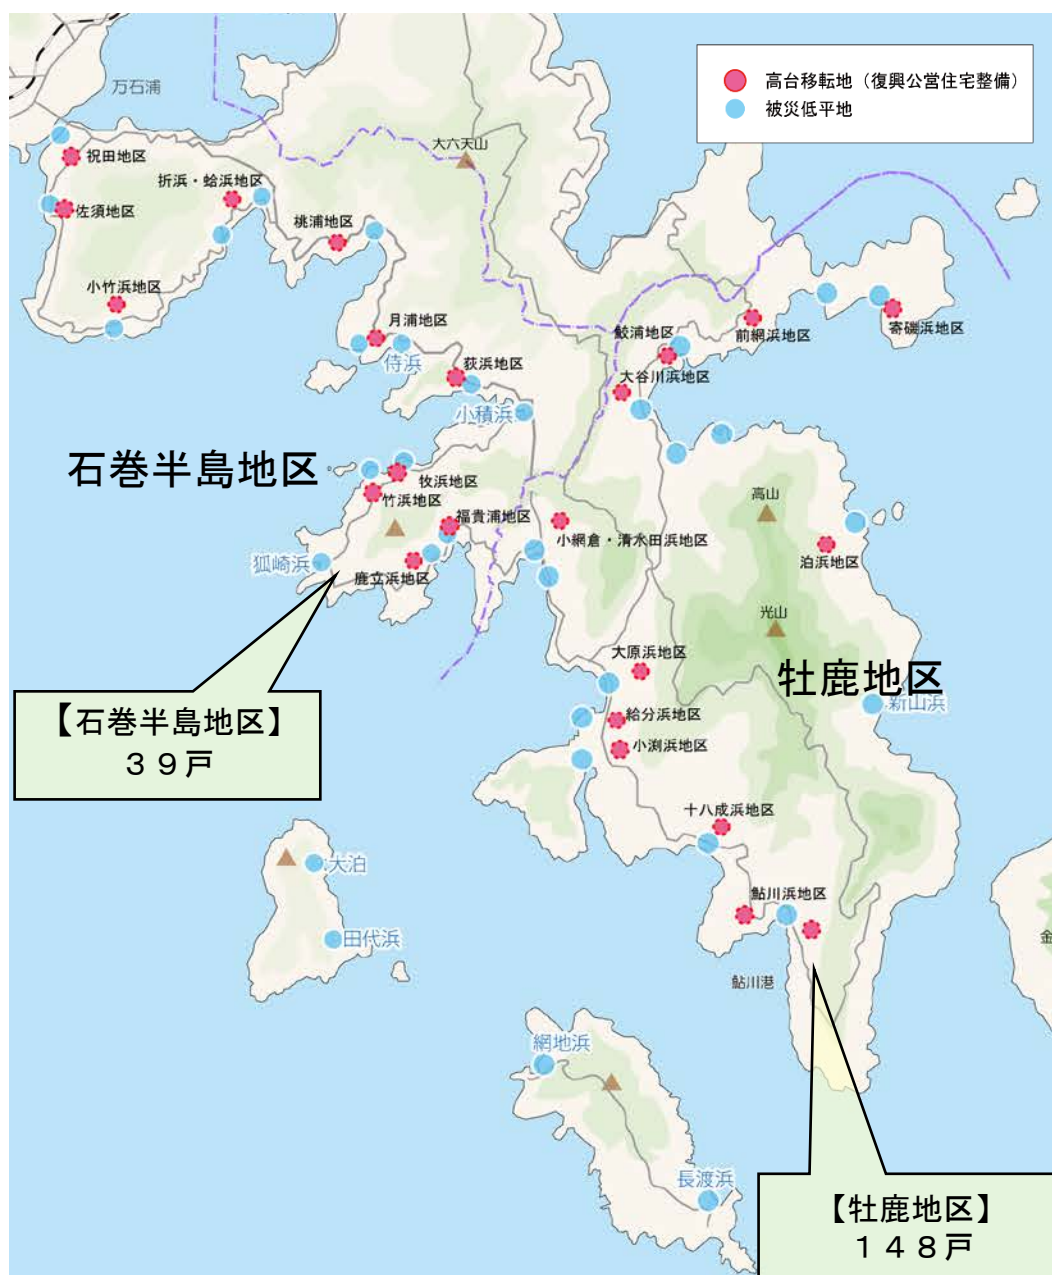 高台移転地（復興公営住宅整備）
被災低平地
万石浦
大六天山
祝田地区
折浜・蛤浜地区
佐須地区
桃浦地区
小竹浜地区
月浦地区
侍浜
荻浜地区
小積浜
鮫浦地区
前網浜地区
寄磯浜地区
大谷川浜地区
石巻半島地区
牧浜地区
竹浜地区
福貴浦地区
小網倉・清水田浜地区
高山
泊浜地区
狐崎浜
鹿立浜地区
光山
大原浜地区
牡鹿地区
新山浜
給分浜地区
小渕浜地区
【石巻半島地区】
３９戸
十八成浜地区
大泊
鮎川浜地区
田代浜
金
鮎川港
網地浜
長渡浜
【牡鹿地区】
１４８戸